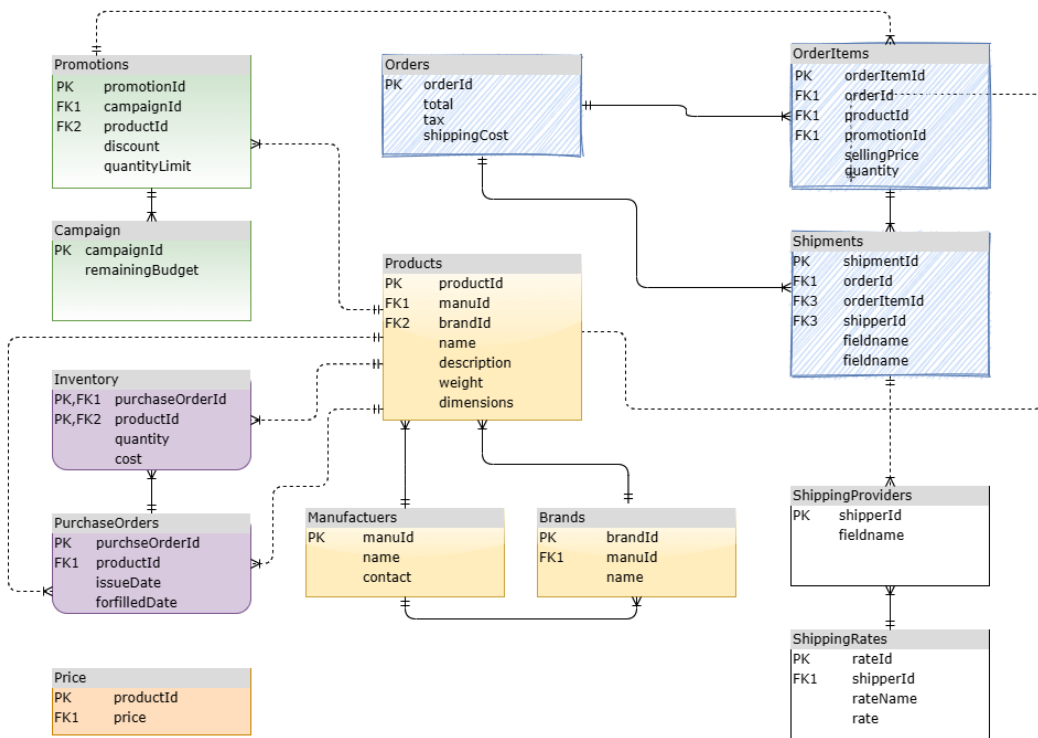 Promotions
PK promotionId
FK1 campaignId
FK2 productId
discount
quantityLimit
Campaign
PK campaignId
remainingBudget
Inventory
PK,FK1 purchaseOrderId
PK,FK2 productId
quantity
cost
PurchaseOrders
PK purchseOrderId
FK1 productId
issueDate
forfilledDate
Price
PK productId
FK1 price
Orders
PK orderId
total
tax
shippingCost
Products
PK productId
FK1 manuId
FK2 brandId
name
description
weight
dimensions
Manufactuers
PK manuId
name
contact
Brands
PK brandId
FK1 manuId
name
OrderItems
PK orderItemId
FK1 orderId
FK1 productId
FK1 promotionId
sellingPrice
quantity
Shipments
PK shipmentId
FK1 orderId
FK3 orderItemId
FK3 shipperId
fieldname
fieldname
ShippingProviders
PK shipperId
fieldname
ShippingRates
PK rateId
FK1 shipperId
rateName
rate